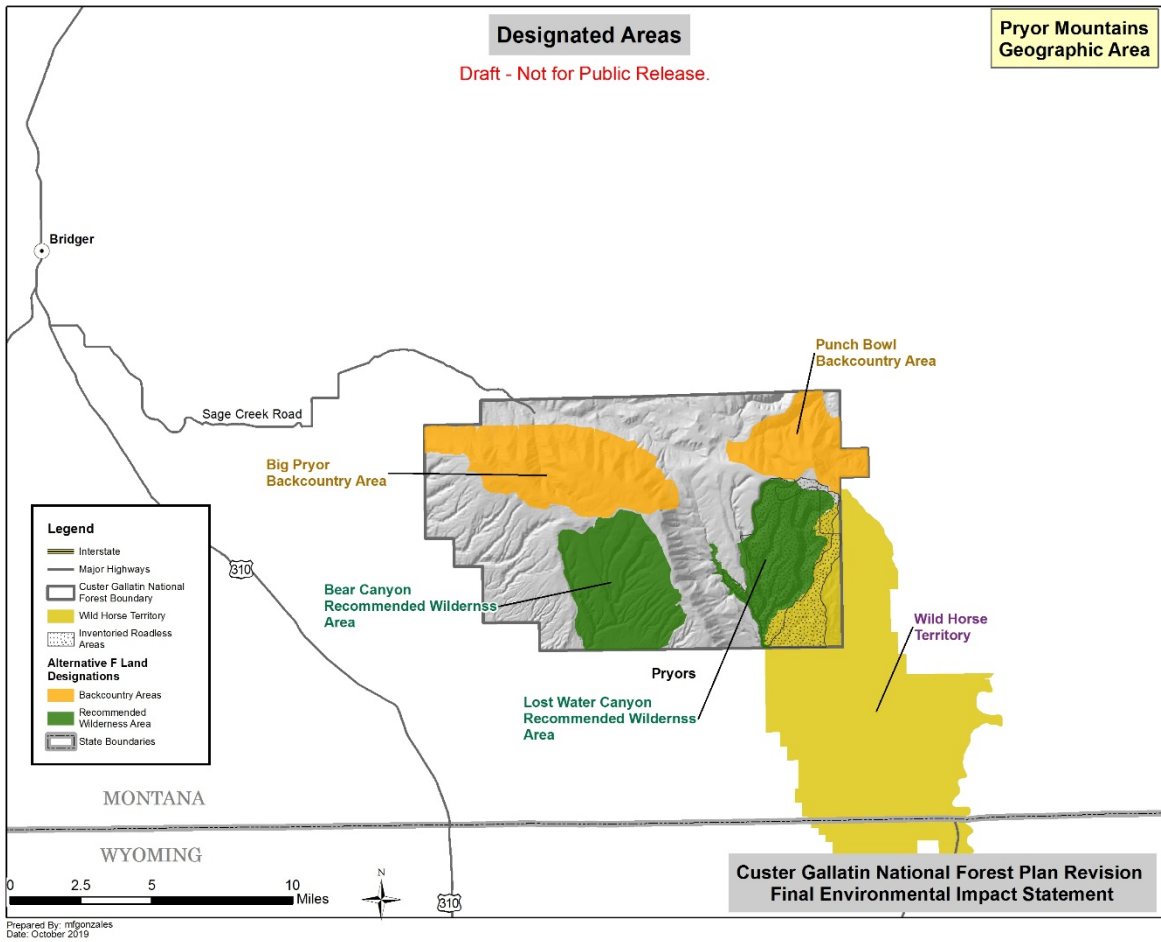 Designated Areas
Draft - Not for Public Release.
Pryor Mountains
Geographic Area
Bridger
Sage Creek Road
Punch Bowl
Backcountry Area
Big Pryor
Backcountry Area
310
Bear Canyon
Recommended Wildernss
Area
Wild Horse
Territory
Pryors
Lost Water Canyon
Recommended Wildernss
Area
Legend
Interstate
Major Highways
Custer Gallatin National
Forest Boundary
Wild Horse Territory
Inventoried Roadless
Areas
Alternative F Land
Designations
Backcountry Areas
Recommended
Wilderness Area
State Boundaries
MONTANA
WYOMING
0 2.5 5 10
Miles
N
310
Custer Gallatin National Forest Plan Revision
Final Environmental Impact Statement
Prepared By: mfgonzales
Date: October 2019